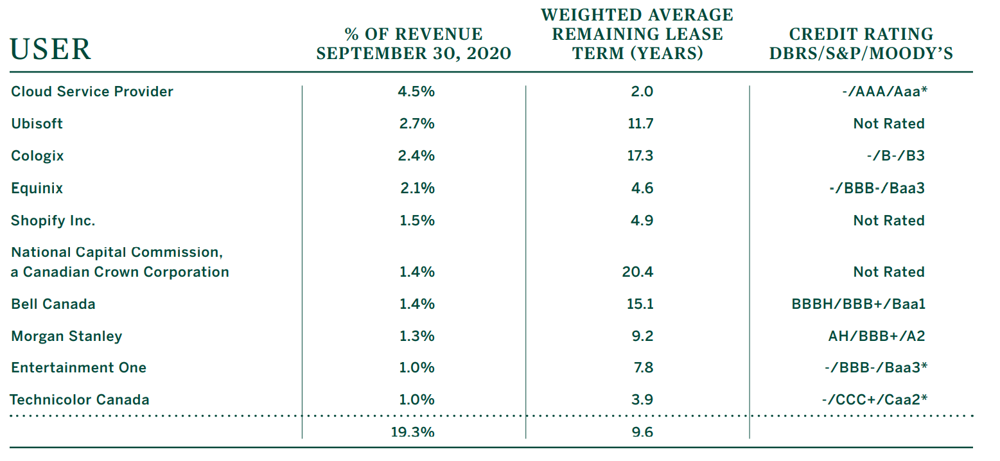 USER
% OF REVENUE
SEPTEMBER 30, 2020
WEIGHTED AVERAGE
REMAINING LEASE
TERM (YEARS)
CREDIT RATING
DBRS/S&P/MOODY'S
Cloud Service Provider 4.5% 2.0 -/AAA/Aaa*
Ubisoft 2.7% 11.7 Not Rated
Cologix 2.4% 17.3 -/B-/B3
Equinix 2.1% 4.6 -/BBB-/Baa3
Shopify Inc. 1.5% 4.9 Not Rated
National Capital Commission,
a Canadian Crown Corporation 1.4% 20.4 Not Rated
Bell Canada 1.4% 15.1 BBBH/BBB+/Baa1
Morgan Stanley 1.3% 9.2 AH/BBB+/A2
Entertainment One 1.0% 7.8 -/BBB-/Baa3*
Technicolor Canada 1.0% 3.9 -/CCC+/Caa2*
19.3% 9.6